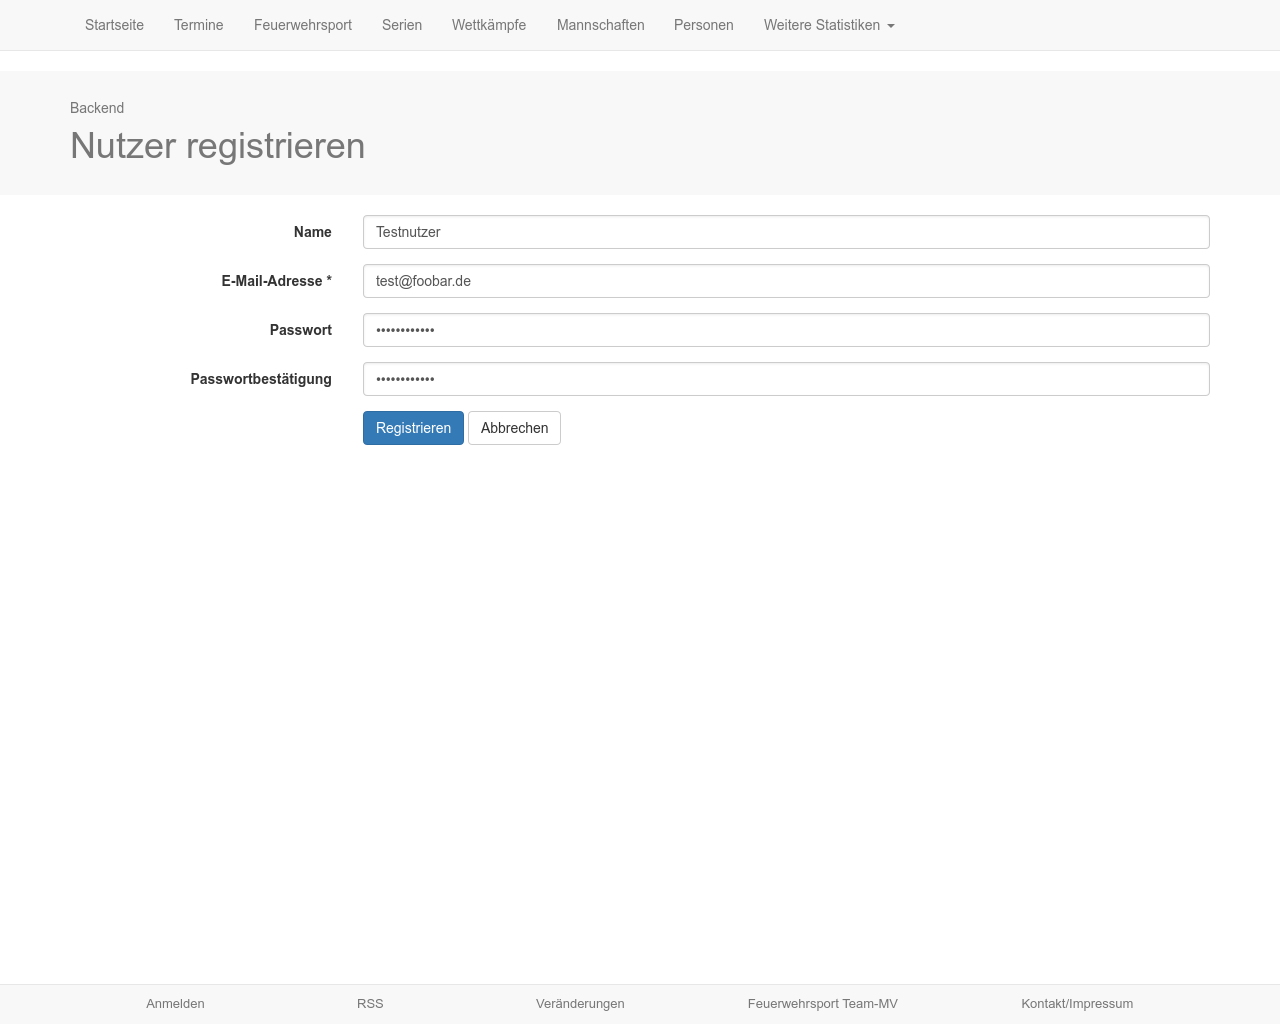 Startseite Termine Feuerwehrsport Serien Wettkämpfe Mannschaften Personen Weitere Statistiken
Backend
Nutzer registrieren
Name Testnutzer
E-Mail-Adresse * test@foobar.de
Passwort ••••••••••••
Passwortbestätigung ••••••••••••
Registrieren Abbrechen
Anmelden RSS Veränderungen Feuerwehrsport Team-MV Kontakt/Impressum